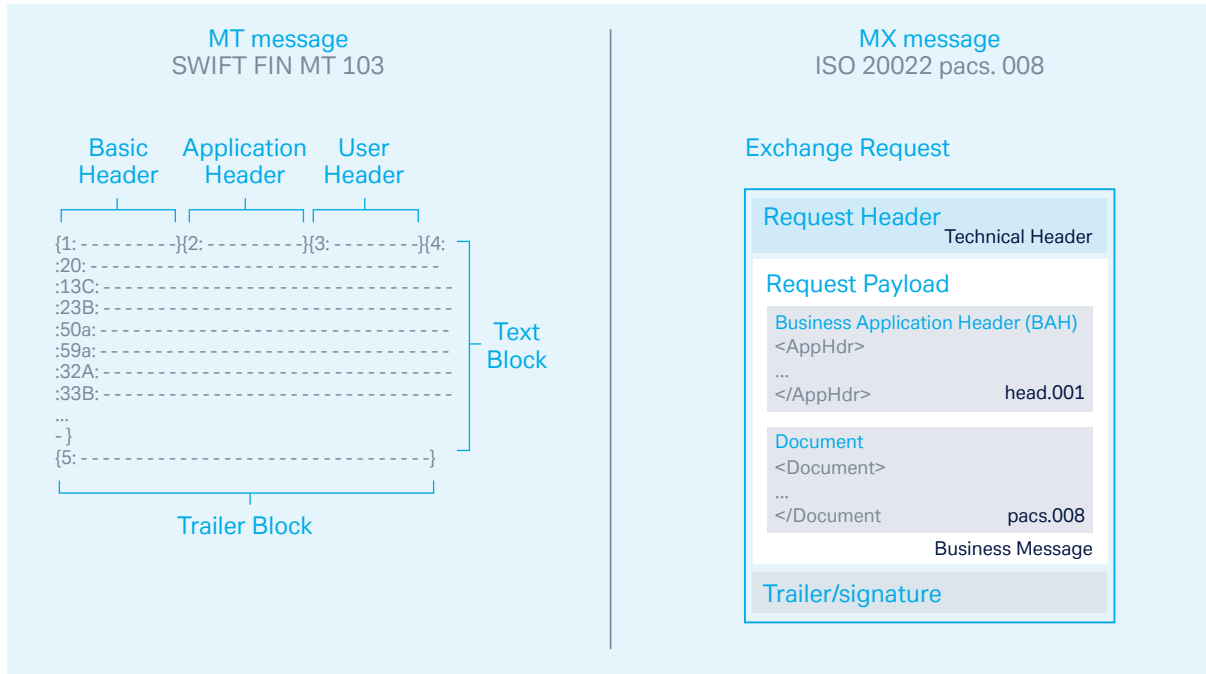 MT message
SWIFT FIN MT 103
Basic Header
Application Header
User Header
{1: - - - - - - - - -}{2: - - - - - - - - -}{3: - - - - - - - -}{4:
:20: - - - - - - - - - - - - - - - - - - - - - - - - - - - - - - - -
:13C: - - - - - - - - - - - - - - - - - - - - - - - - - - - - - - - -
:23B: - - - - - - - - - - - - - - - - - - - - - - - - - - - - - - - -
:50a: - - - - - - - - - - - - - - - - - - - - - - - - - - - - - - - -
:59a: - - - - - - - - - - - - - - - - - - - - - - - - - - - - - - - -
:32A: - - - - - - - - - - - - - - - - - - - - - - - - - - - - - - - -
:33B: - - - - - - - - - - - - - - - - - - - - - - - - - - - - - - - -
...
- }
{5: - - - - - - - - - - - - - - - - - - - - - - - - - - - - - - -}
Text
Block
Trailer Block
MX message
ISO 20022 pacs. 008
Exchange Request
Request Header
Technical Header
Request Payload
Business Application Header (BAH)
<AppHdr>
...
</AppHdr>
head.001
Document
<Document>
...
</Document
pacs.008
Business Message
Trailer/signature